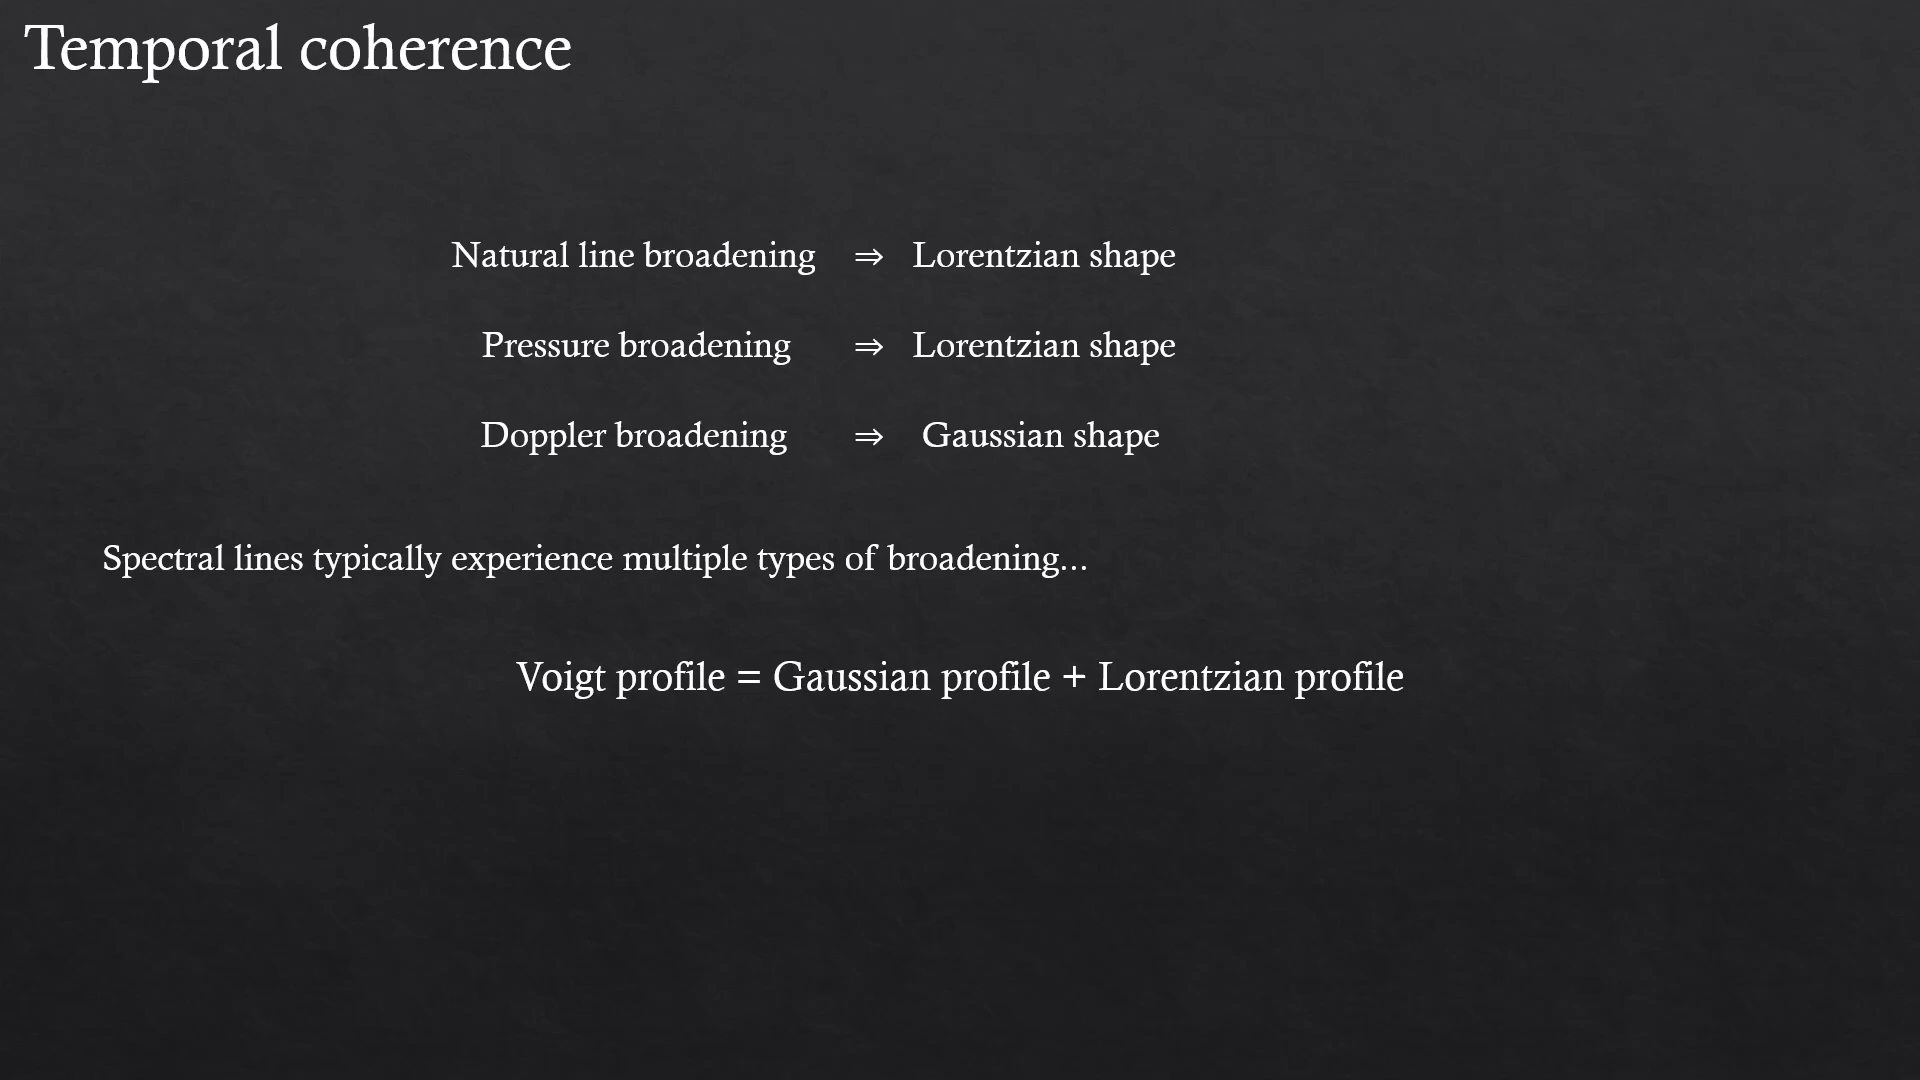 Temporal coherence
Natural line broadening ⇒ Lorentzian shape
Pressure broadening ⇒ Lorentzian shape
Doppler broadening ⇒ Gaussian shape
Spectral lines typically experience multiple types of broadening...
Voigt profile = Gaussian profile + Lorentzian profile